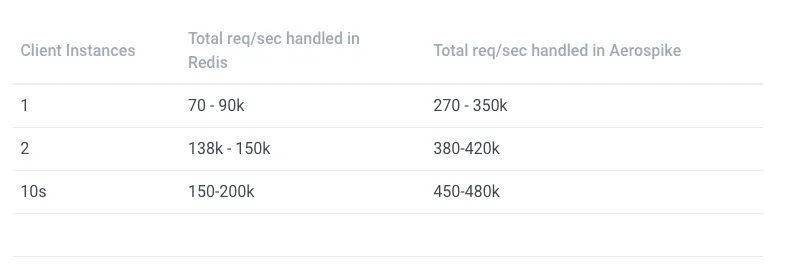 Client Instances
Total req/sec handled in
Redis
Total req/sec handled in Aerospike
1
70 - 90k
270 - 350k
2
138k - 150k
380-420k
10s
150-200k
450-480k